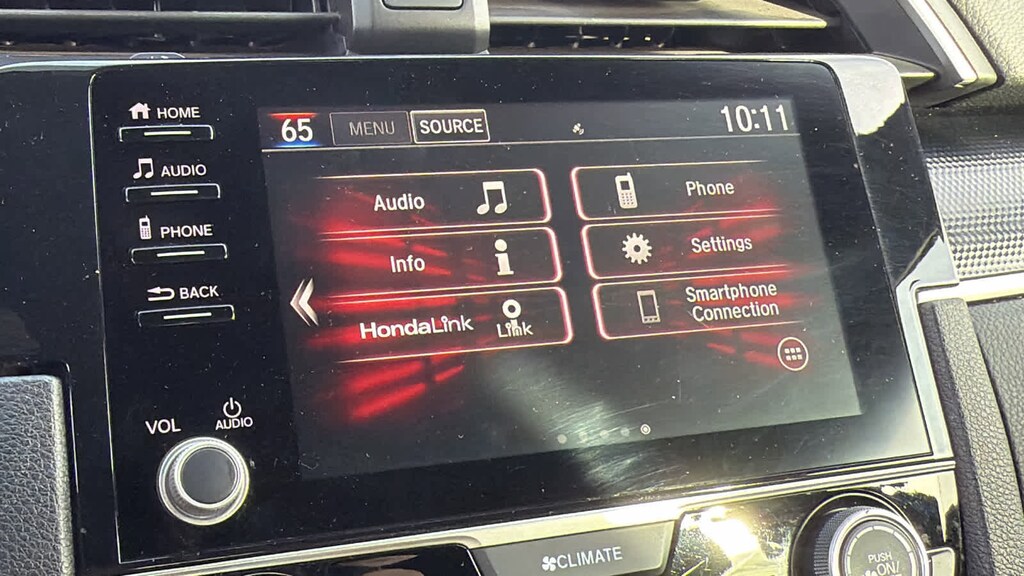 HOME
AUDIO
PHONE
BACK
VOL
AUDIO
65 MENU SOURCE 10:11
Audio
Phone
Info
Settings
HondaLink
Link
Smartphone
Connection
CLIMATE
PUSH
ON/